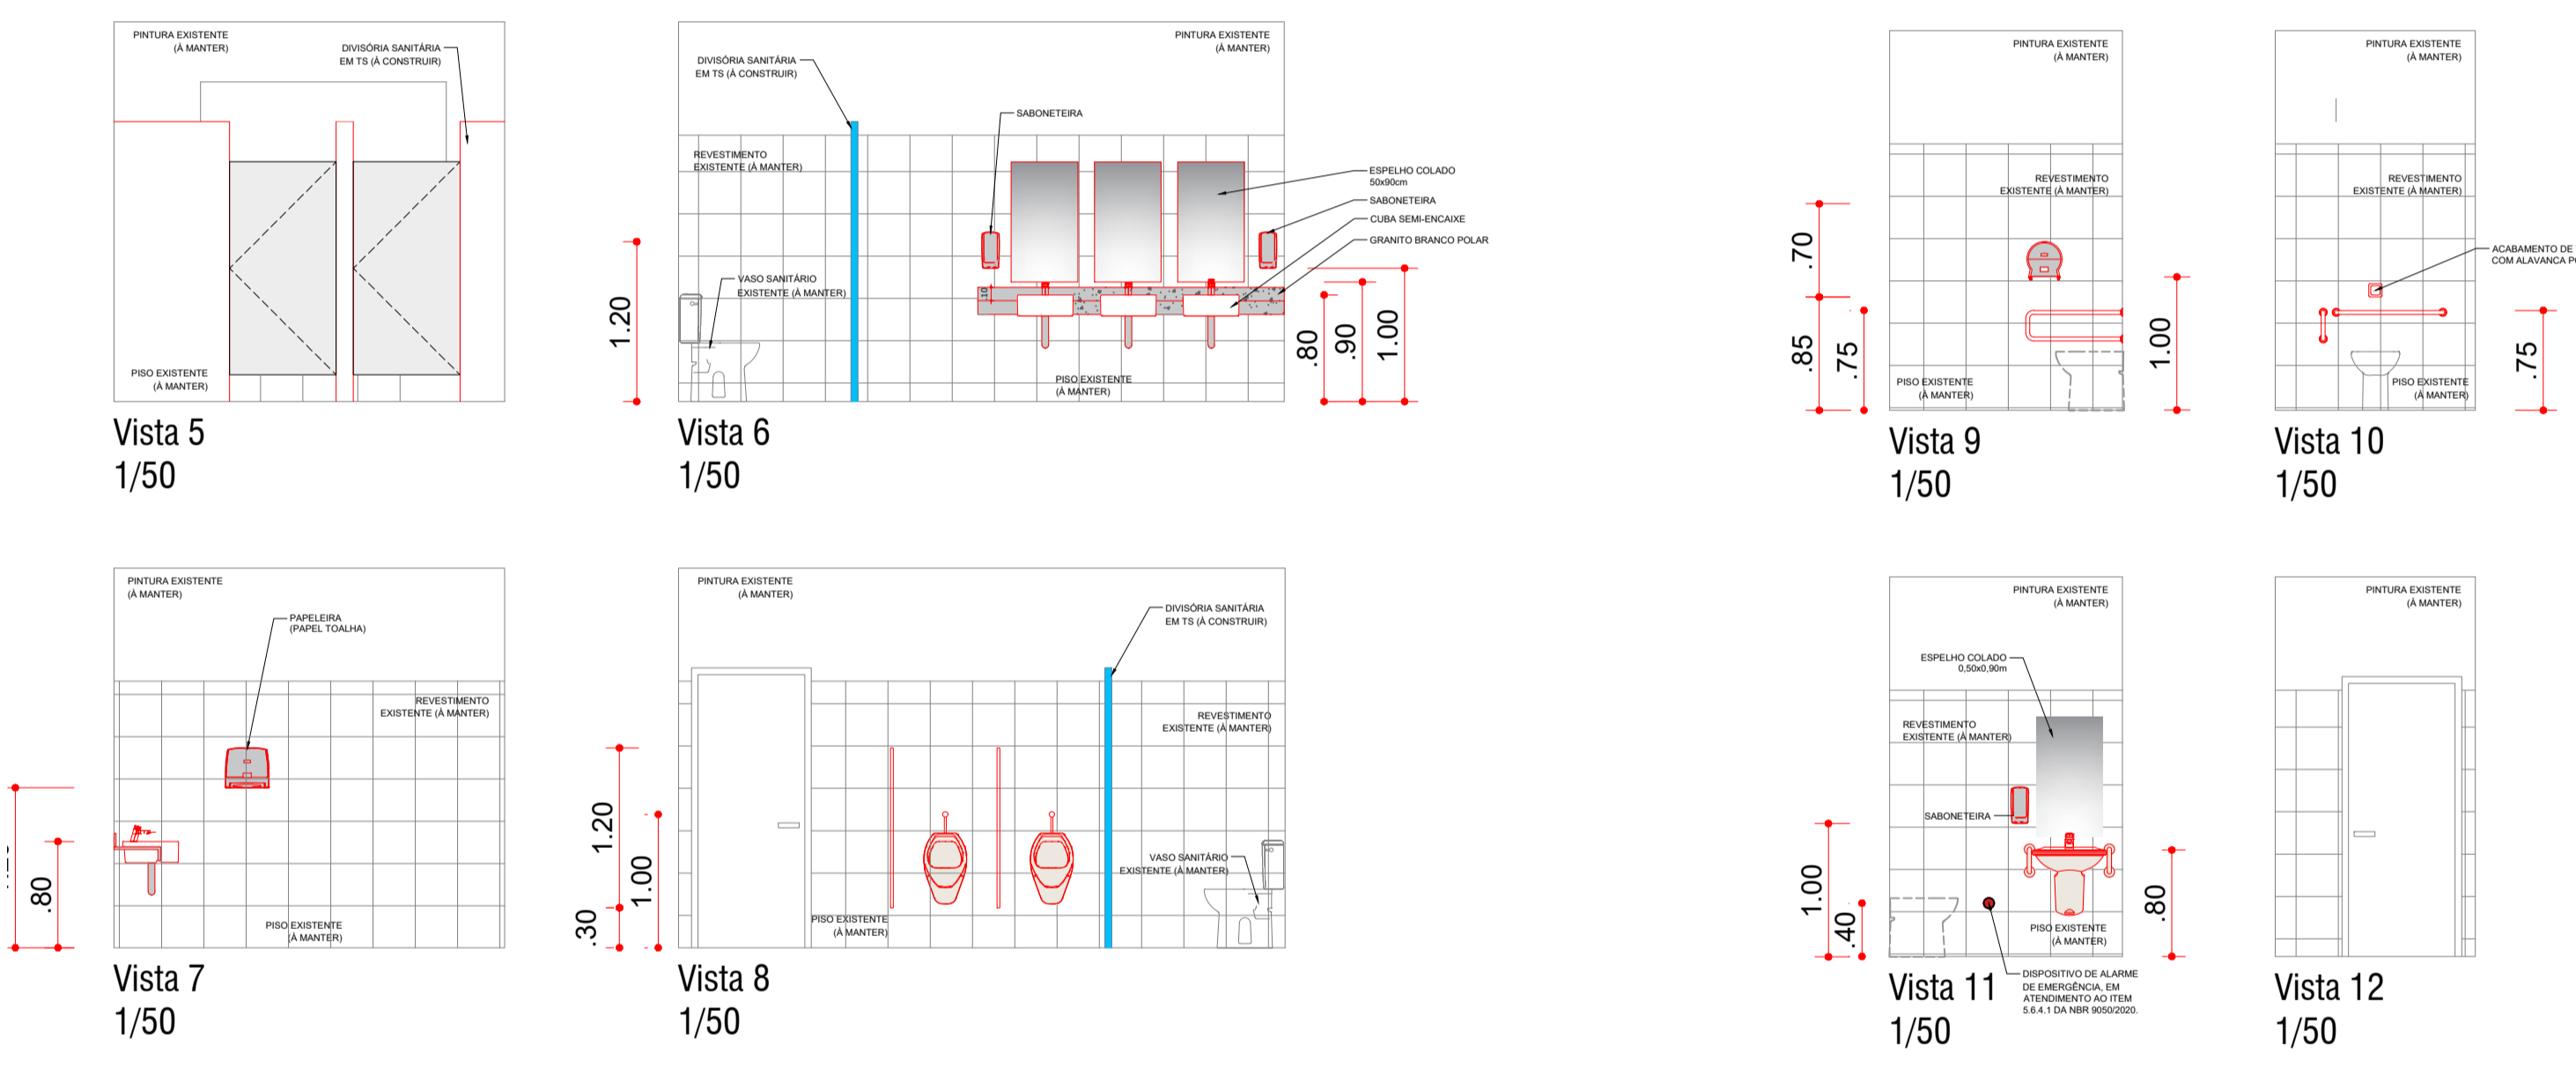 PINTURA EXISTENTE
(À MANTER)
DIVISÓRIA SANITÁRIA
EM TS (À CONSTRUIR)
PISO EXISTENTE
(À MANTER)
Vista 5
1/50
PINTURA EXISTENTE
(À MANTER)
DIVISÓRIA SANITÁRIA
EM TS (À CONSTRUIR)
SABONETEIRA
REVESTIMENTO
EXISTENTE (À MANTER)
ESPELHO COLADO
50x90cm
SABONETEIRA
CUBA SEMI-ENCAIXE
GRANITO BRANCO POLAR
VASO SANITÁRIO
EXISTENTE (À MANTER)
.10
1.20
.80
.90
1.00
PISO EXISTENTE
(À MANTER)
Vista 6
1/50
PINTURA EXISTENTE
(À MANTER)
REVESTIMENTO
EXISTENTE (À MANTER)
.70
.85
.75
1.00
PISO EXISTENTE
(À MANTER)
Vista 9
1/50
PINTURA EXISTENTE
(À MANTER)
REVESTIMENTO
EXISTENTE (À MANTER)
ACABAMENTO DE
COM ALAVANCA
.75
PISO EXISTENTE
(À MANTER)
Vista 10
1/50
PINTURA EXISTENTE
(À MANTER)
PAPELEIRA
(PAPEL TOALHA)
REVESTIMENTO
EXISTENTE (À MANTER)
.80
PISO EXISTENTE
(À MANTER)
Vista 7
1/50
PINTURA EXISTENTE
(À MANTER)
DIVISÓRIA SANITÁRIA
EM TS (À CONSTRUIR)
REVESTIMENTO
EXISTENTE (À MANTER)
1.20
1.00
.30
VASO SANITÁRIO
EXISTENTE (À MANTER)
PISO EXISTENTE
(À MANTER)
Vista 8
1/50
PINTURA EXISTENTE
(À MANTER)
ESPELHO COLADO
0,50x0,90m
REVESTIMENTO
EXISTENTE (À MANTER)
SABONETEIRA
1.00
.40
.80
PISO EXISTENTE
(À MANTER)
DISPOSITIVO DE ALARME
DE EMERGÊNCIA, EM
ATENDIMENTO AO ITEM
5.6.4.1 DA NBR 9050/2020.
Vista 11
1/50
PINTURA EXISTENTE
(À MANTER)
Vista 12
1/50